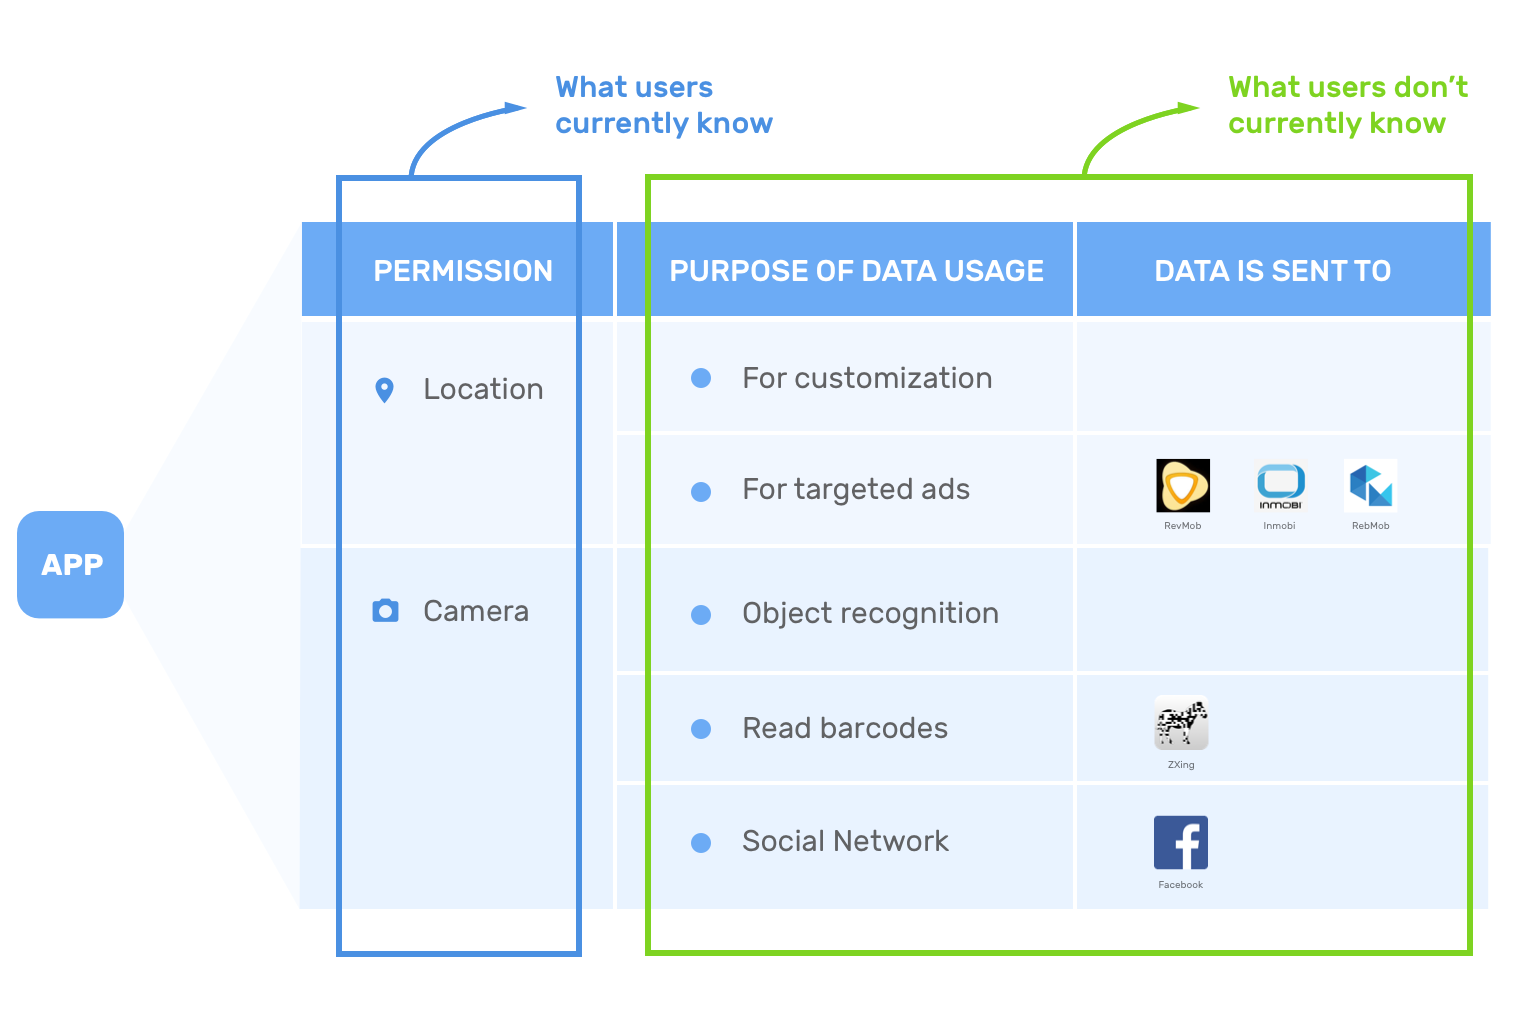 What users
currently know
What users don't
currently know
PERMISSION
PURPOSE OF DATA USAGE
DATA IS SENT TO
Location
For customization
For targeted ads
INMOBI
RevMob
Inmobi
RebMob
APP
Camera
Object recognition
Read barcodes
ZXing
Social Network
f
Facebook